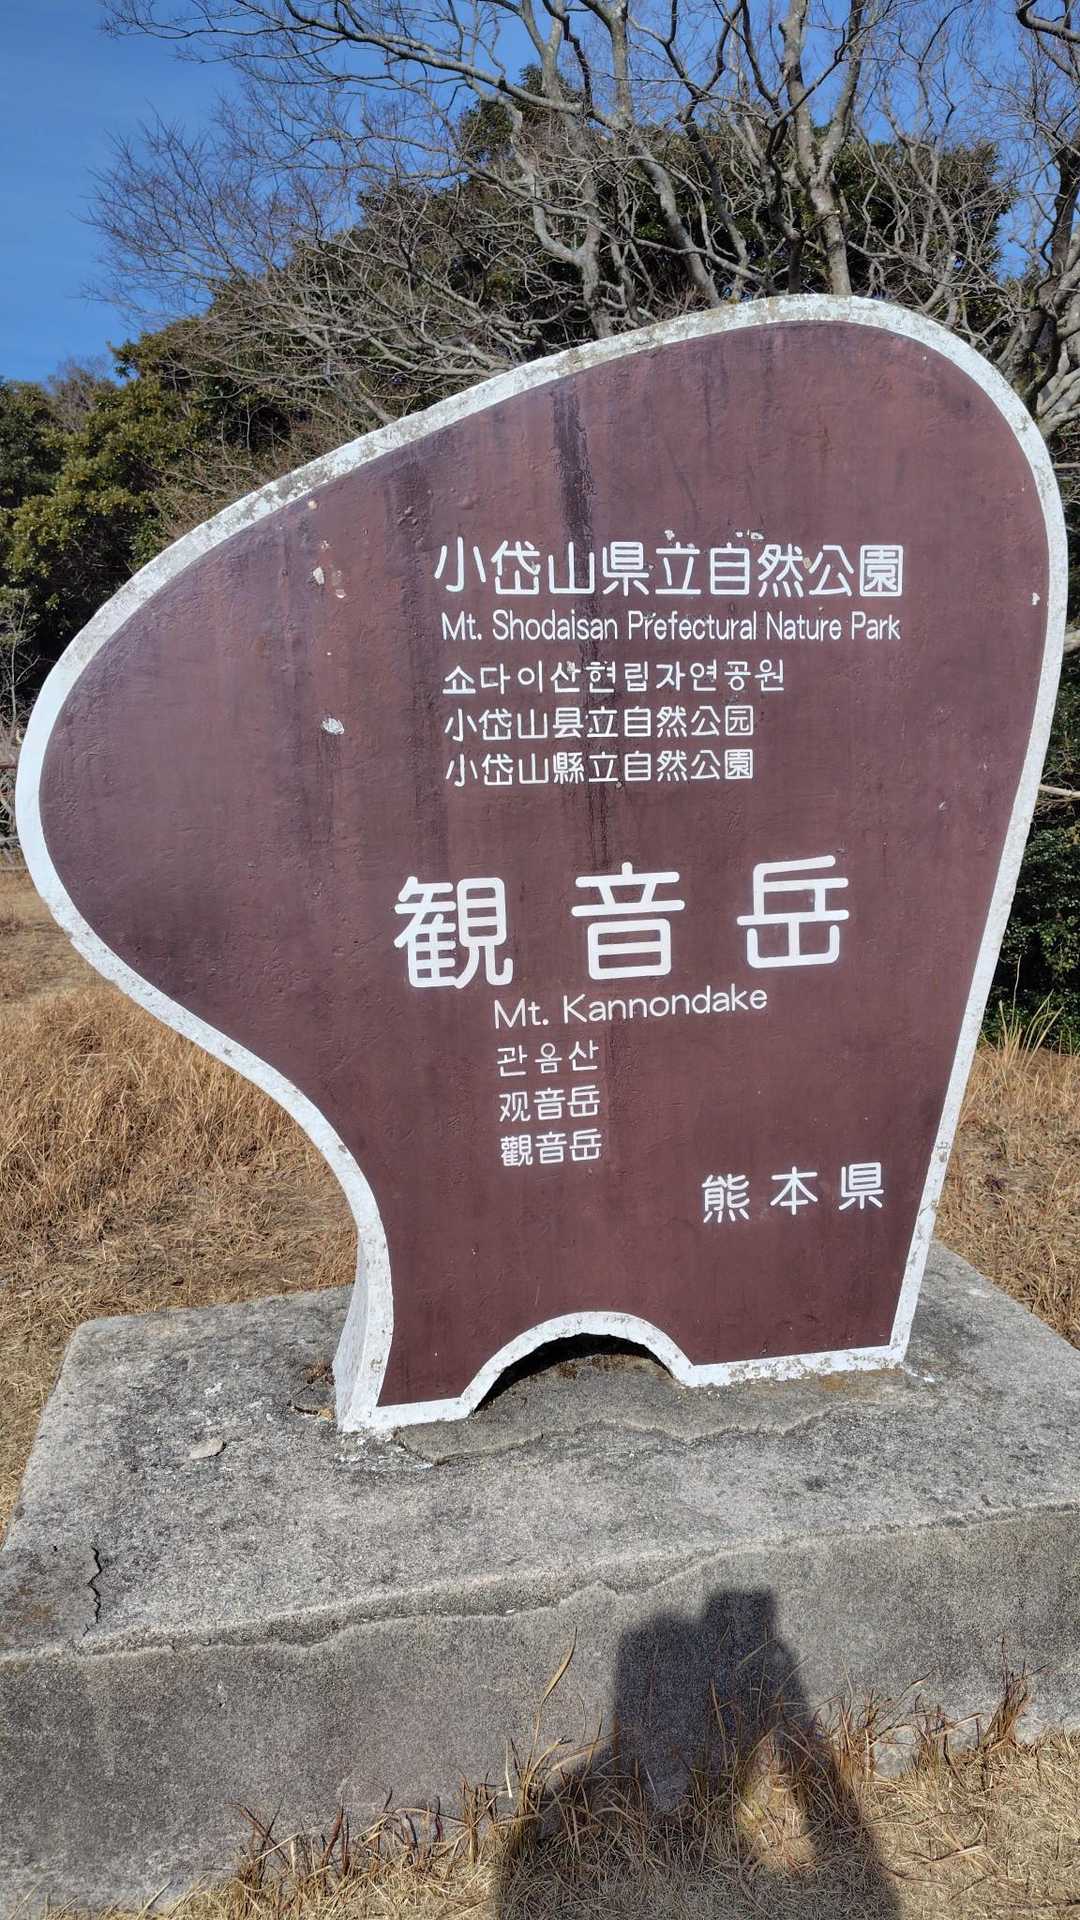 小岱山県立自然公園
Mt. Shodaisan Prefectural Nature Park
쇼다이산현립자연공원
小岱山县立自然公园
小岱山縣立自然公園
観音岳
Mt. Kannondake
관음산
观音岳
觀音岳
熊本県